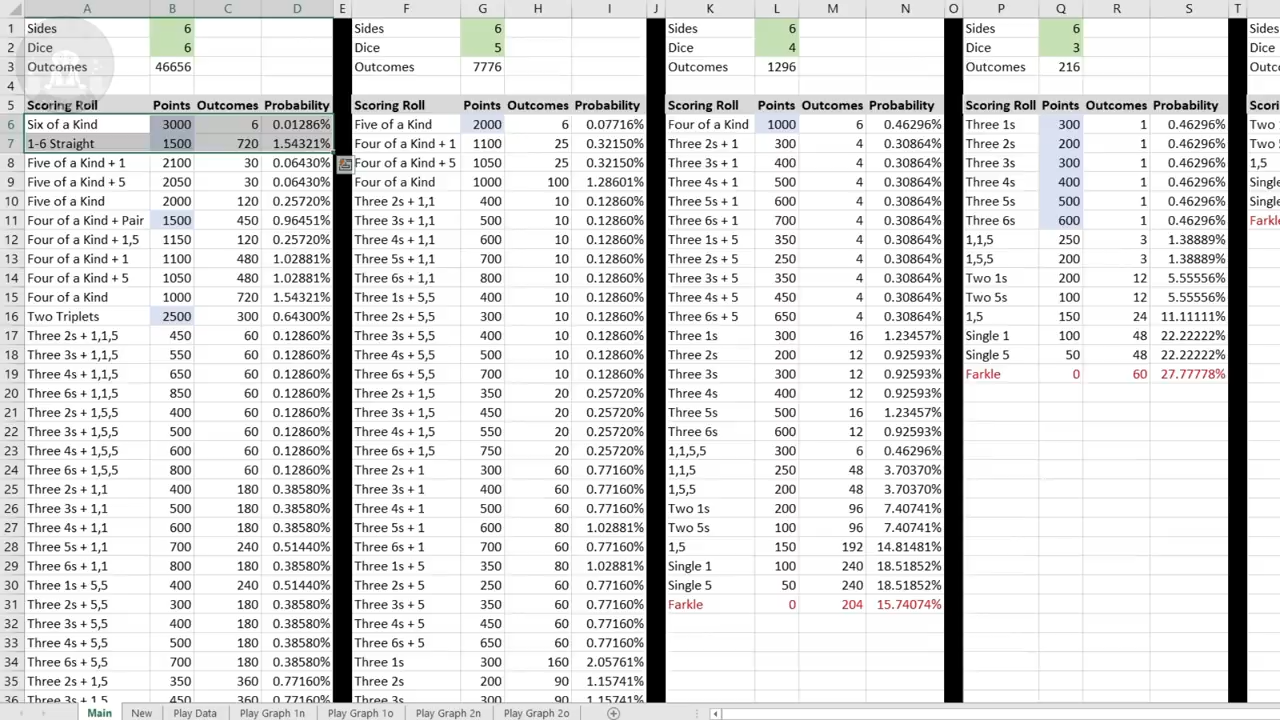 A B C D E F G H I J K L M N O P Q R S T
1 Sides 6 Sides 6 Sides 6 Sides 6 Sides
2 Dice 6 Dice 5 Dice 4 Dice 3 Dice
3 Outcomes 46656 Outcomes 7776 Outcomes 1296 Outcomes 216 Outco
4
5 Scoring Roll Points Outcomes Probability Scoring Roll Points Outcomes Probability Scoring Roll Points Outcomes Probability Scoring Roll Points Outcomes Probability Scorin
6 Six of a Kind 3000 6 0.01286% Five of a Kind 2000 6 0.07716% Four of a Kind 1000 6 0.46296% Three 1s 300 1 0.46296% Two
7 1-6 Straight 1500 720 1.54321% Four of a Kind + 1 1100 25 0.32150% Three 2s + 1 300 4 0.30864% Three 2s 200 1 0.46296% Two
8 Five of a Kind + 1 2100 30 0.06430% Four of a Kind + 5 1050 25 0.32150% Three 3s + 1 400 4 0.30864% Three 3s 300 1 0.46296% 1,5
9 Five of a Kind + 5 2050 30 0.06430% Four of a Kind 1000 100 1.28601% Three 4s + 1 500 4 0.30864% Three 4s 400 1 0.46296% Single
10 Five of a Kind 2000 120 0.25720% Three 2s + 1,1 400 10 0.12860% Three 5s + 1 600 4 0.30864% Three 5s 500 1 0.46296% Single
11 Four of a Kind + Pair 1500 450 0.96451% Three 3s + 1,1 500 10 0.12860% Three 6s + 1 700 4 0.30864% Three 6s 600 1 0.46296% Farkle
12 Four of a Kind + 1,5 1150 120 0.25720% Three 4s + 1,1 600 10 0.12860% Three 1s + 5 350 4 0.30864% 1,1,5 250 3 1.38889%
13 Four of a Kind + 1 1100 480 1.02881% Three 5s + 1,1 700 10 0.12860% Three 2s + 5 250 4 0.30864% 1,5,5 200 3 1.38889%
14 Four of a Kind + 5 1050 480 1.02881% Three 6s + 1,1 800 10 0.12860% Three 3s + 5 350 4 0.30864% Two 1s 200 12 5.55556%
15 Four of a Kind 1000 720 1.54321% Three 1s + 5,5 400 10 0.12860% Three 4s + 5 450 4 0.30864% Two 5s 100 12 5.55556%
16 Two Triplets 2500 300 0.64300% Three 2s + 5,5 300 10 0.12860% Three 6s + 5 650 4 0.30864% 1,5 150 24 11.11111%
17 Three 2s + 1,1,5 450 60 0.12860% Three 3s + 5,5 400 10 0.12860% Three 1s 300 16 1.23457% Single 1 100 48 22.22222%
18 Three 3s + 1,1,5 550 60 0.12860% Three 4s + 5,5 500 10 0.12860% Three 2s 200 12 0.92593% Single 5 50 48 22.22222%
19 Three 4s + 1,1,5 650 60 0.12860% Three 6s + 5,5 700 10 0.12860% Three 3s 300 12 0.92593% Farkle 0 60 27.77778%
20 Three 6s + 1,1,5 850 60 0.12860% Three 2s + 1,5 350 20 0.25720% Three 4s 400 12 0.92593%
21 Three 2s + 1,5,5 400 60 0.12860% Three 3s + 1,5 450 20 0.25720% Three 5s 500 16 1.23457%
22 Three 3s + 1,5,5 500 60 0.12860% Three 4s + 1,5 550 20 0.25720% Three 6s 600 12 0.92593%
23 Three 4s + 1,5,5 600 60 0.12860% Three 6s + 1,5 750 20 0.25720% 1,1,5,5 300 6 0.46296%
24 Three 6s + 1,5,5 800 60 0.12860% Three 2s + 1 300 60 0.77160% 1,1,5 250 48 3.70370%
25 Three 2s + 1,1 400 180 0.38580% Three 3s + 1 400 60 0.77160% 1,5,5 200 48 3.70370%
26 Three 3s + 1,1 500 180 0.38580% Three 4s + 1 500 60 0.77160% Two 1s 200 96 7.40741%
27 Three 4s + 1,1 600 180 0.38580% Three 5s + 1 600 80 1.02881% Two 5s 100 96 7.40741%
28 Three 5s + 1,1 700 240 0.51440% Three 6s + 1 700 60 0.77160% 1,5 150 192 14.81481%
29 Three 6s + 1,1 800 180 0.38580% Three 1s + 5 350 80 1.02881% Single 1 100 240 18.51852%
30 Three 1s + 5,5 400 240 0.51440% Three 2s + 5 250 60 0.77160% Single 5 50 240 18.51852%
31 Three 2s + 5,5 300 180 0.38580% Three 3s + 5 350 60 0.77160% Farkle 0 204 15.74074%
32 Three 3s + 5,5 400 180 0.38580% Three 4s + 5 450 60 0.77160%
33 Three 4s + 5,5 500 180 0.38580% Three 6s + 5 650 60 0.77160%
34 Three 6s + 5,5 700 180 0.38580% Three 1s 300 160 2.05761%
35 Three 2s + 1,5 350 360 0.77160% Three 2s 200 90 1.15741%
36 Three 3s + 1,5 450 360 0.77160% Three 3s 300 90 1.15741%
Main New Play Data Play Graph 1n Play Graph 1o Play Graph 2n Play Graph 2o